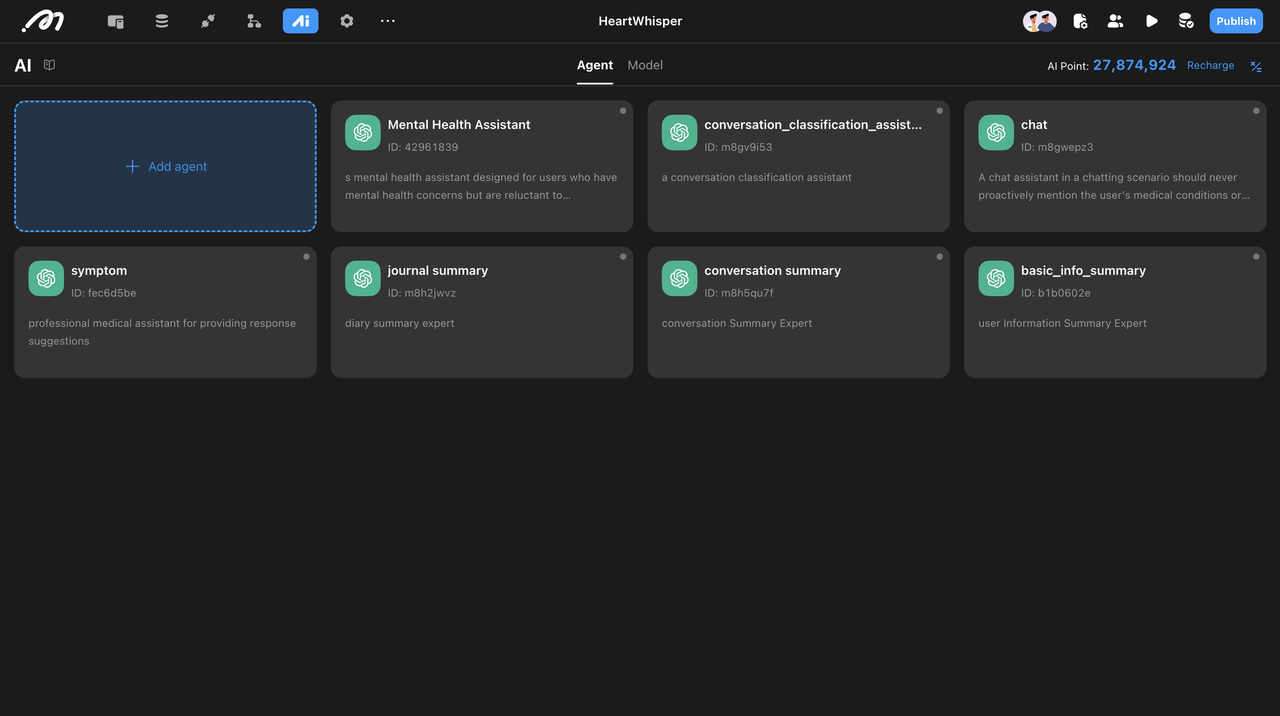 HeartWhisper
Publish
AI
Agent
Model
AI Point: 27,874,924
Recharge
Add agent
Mental Health Assistant
ID: 42961839
s mental health assistant designed for users who have
mental health concerns but are reluctant to...
conversation_classification_assist...
ID: m8gv9i53
a conversation classification assistant
chat
ID: m8gwepz3
A chat assistant in a chatting scenario should never
proactively mention the user's medical conditions or...
symptom
ID: fec6d5be
professional medical assistant for providing response
suggestions
journal summary
ID: m8h2jwvz
diary summary expert
conversation summary
ID: m8h5qu7f
conversation Summary Expert
basic_info_summary
ID: b1b0602e
user Information Summary Expert